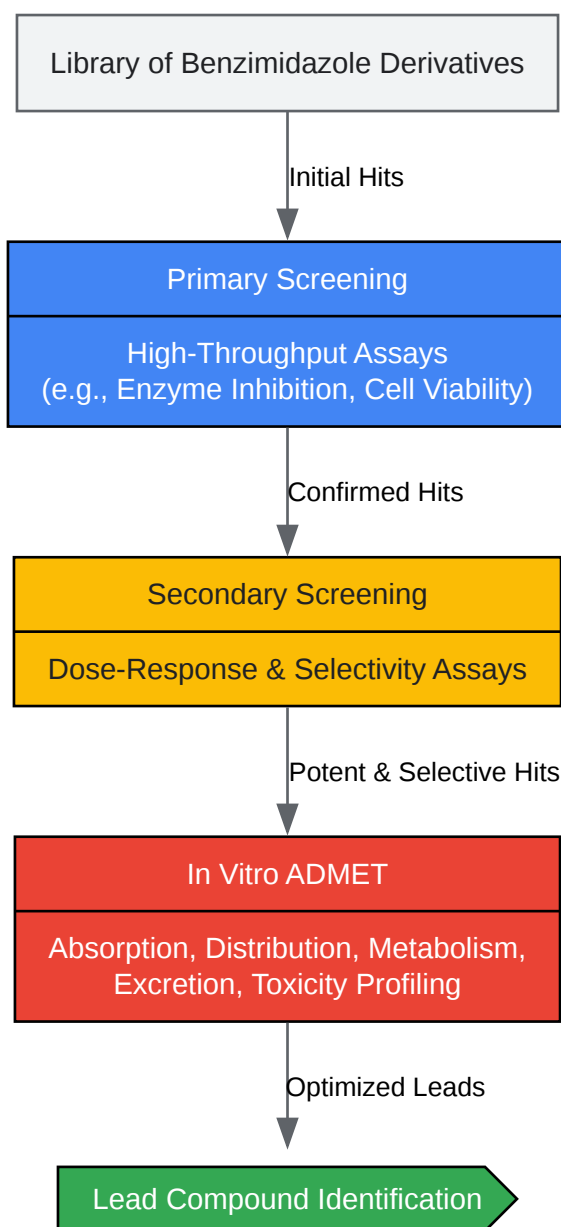 Library of Benzimidazole Derivatives
Initial Hits
Primary Screening
High-Throughput Assays
(e.g., Enzyme Inhibition, Cell Viability)
Confirmed Hits
Secondary Screening
Dose-Response & Selectivity Assays
Potent & Selective Hits
In Vitro ADMET
Absorption, Distribution, Metabolism,
Excretion, Toxicity Profiling
Optimized Leads
Lead Compound Identification